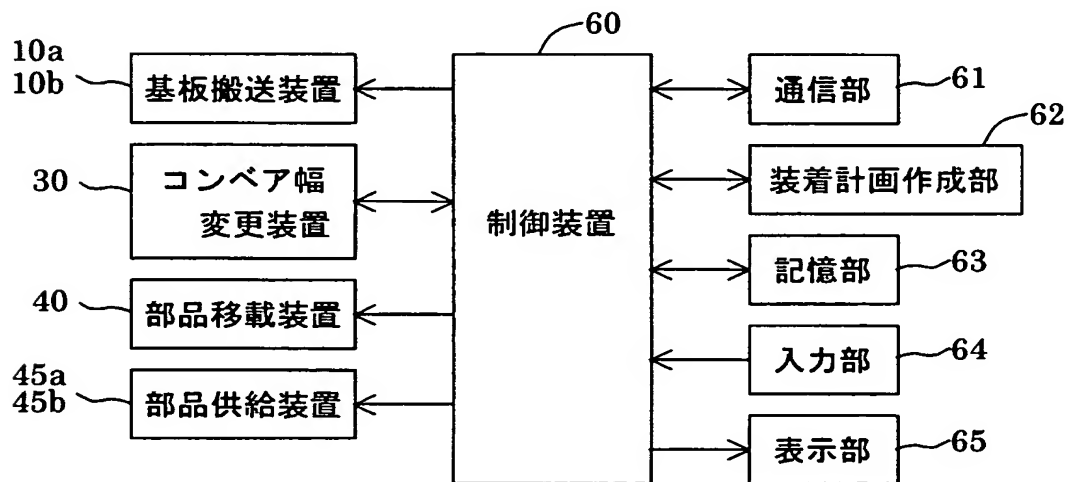 60
10a
10b
基板搬送装置
通信部
61
62
30
コンベア幅
変更装置
装着計画作成部
制御装置
記憶部
63
40
部品移載装置
入力部
64
45a
45b
部品供給装置
表示部
65